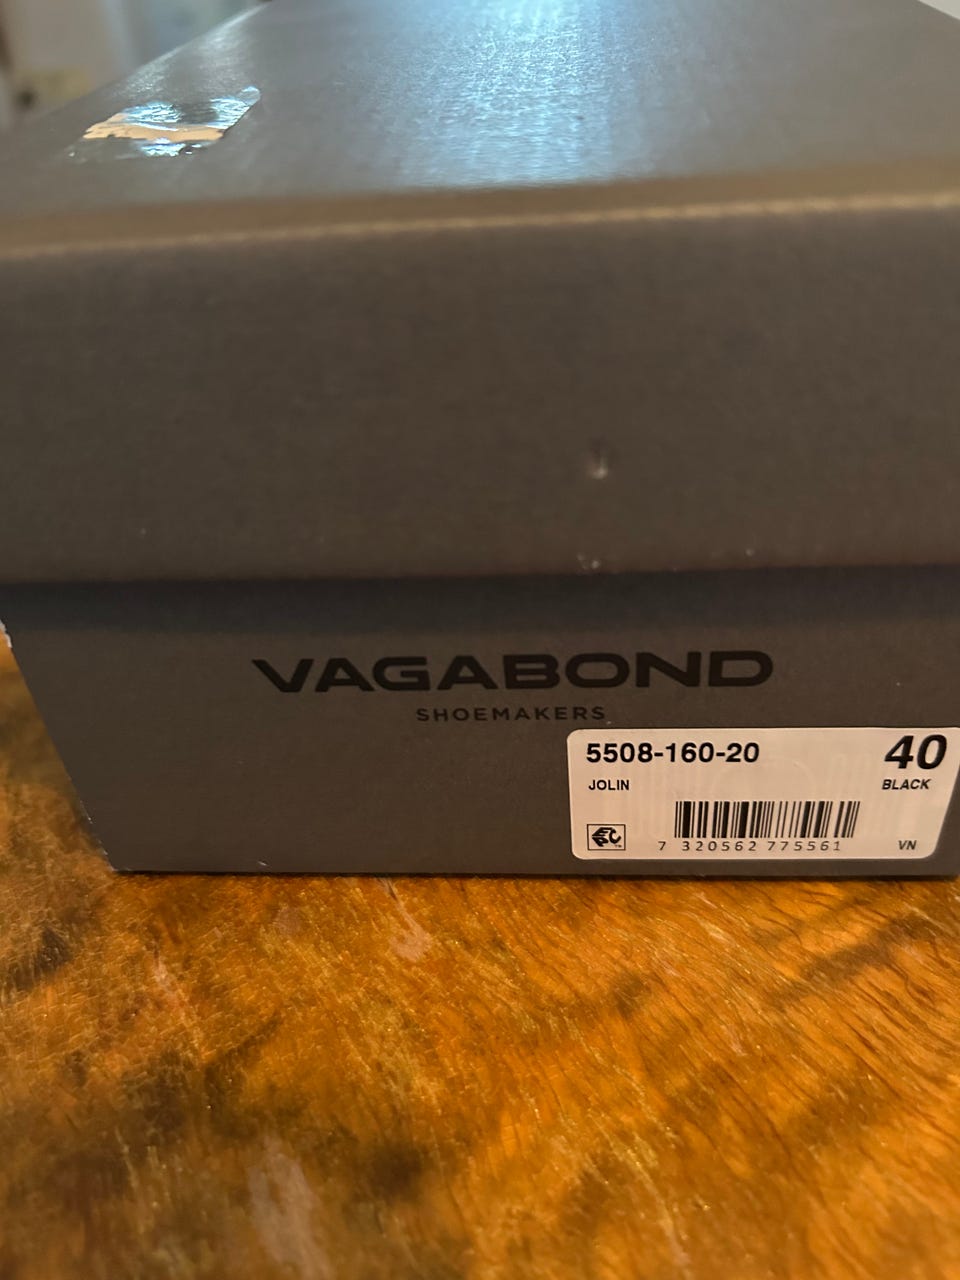 VAGABOND
SHOEMAKERS
5508-160-20 40
JOLIN BLACK
7 320562 775561 VN